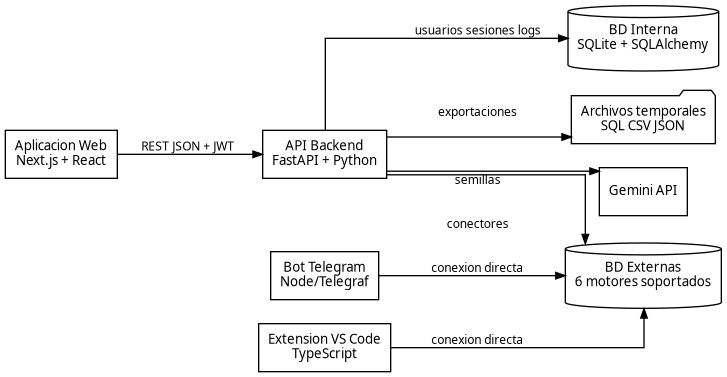 usuarios sesiones logs
BD Interna
SQLite + SQLAlchemy
exportaciones
Archivos temporales
SQL CSV JSON
Aplicacion Web
Next.js + React
REST JSON + JWT
API Backend
FastAPI + Python
semillas
Gemini API
conectores
Bot Telegram
Node/Telegraf
conexion directa
BD Externas
6 motores soportados
Extension VS Code
TypeScript
conexion directa